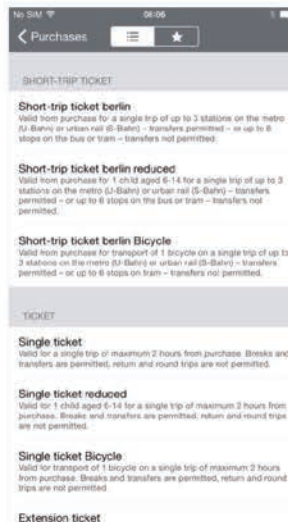 No SIM 08:06
Purchases
SHORT-TRIP TICKET
Short-trip ticket berlin
Valid from purchase for a single trip of up to 3 stations on the metro
(U-Bahn) or urban rail (S-Bahn) – transfers permitted – or up to 6
stops on the bus or tram – transfers not permitted.
Short-trip ticket berlin reduced
Valid from purchase for 1 child aged 6-14 for a single trip of up to 3
stations on the metro (U-Bahn) or urban rail (S-Bahn) – transfers
permitted – or up to 6 stops on the bus or tram – transfers not
permitted.
Short-trip ticket berlin Bicycle
Valid from purchase for transport of 1 bicycle on a single trip of up to
3 stations on the metro (U-Bahn) or urban rail (S-Bahn) – transfers
permitted – or up to 6 stops on tram – transfers not permitted.
TICKET
Single ticket
Valid for a single trip of maximum 2 hours from purchase. Breaks and
transfers are permitted, return and round trips are not permitted.
Single ticket reduced
Valid for 1 child aged 6-14 for a single trip of maximum 2 hours from
purchase. Breaks and transfers are permitted, return and round trips
are not permitted.
Single ticket Bicycle
Valid for transport of 1 bicycle on a single trip of maximum 2 hours
from purchase. Breaks and transfers are permitted, return and round
trips are not permitted
Extension ticket